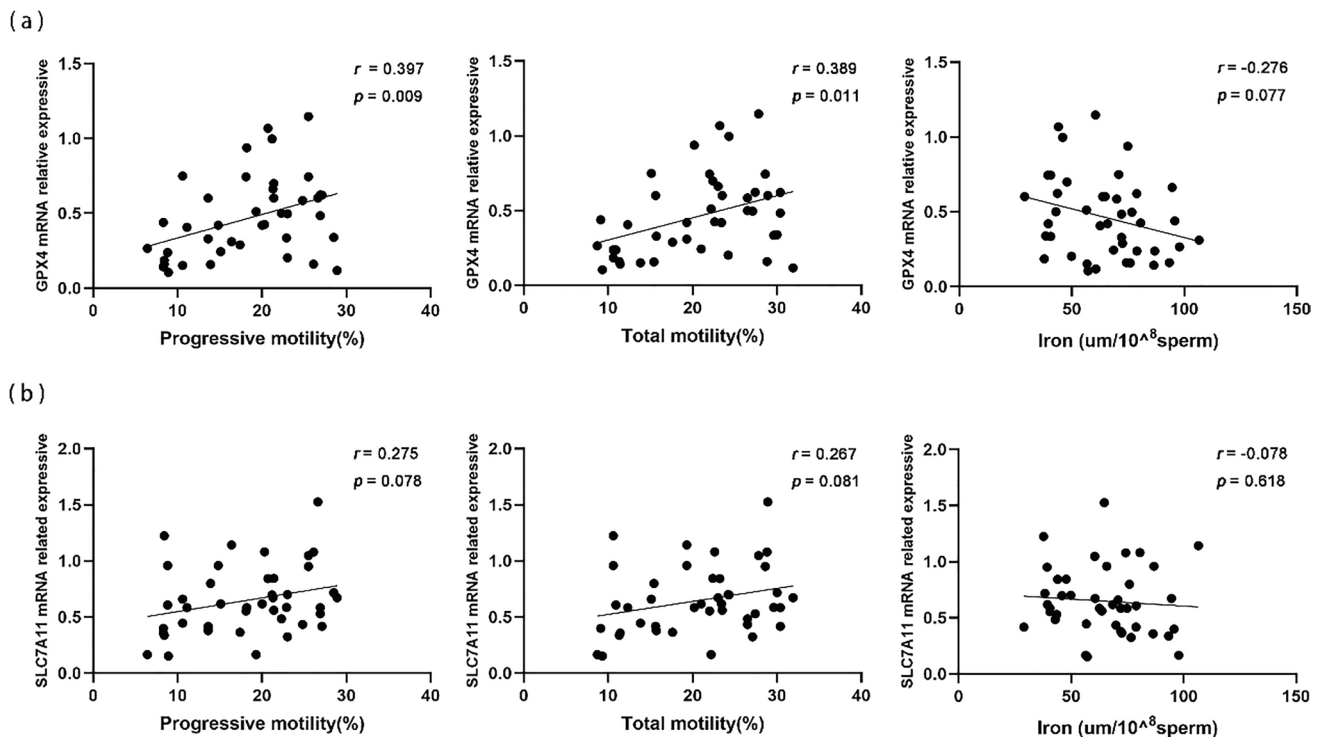 (a)
GPX4 mRNA relative expressive
1.5
1.0
0.5
0.0
r = 0.397
p = 0.009
0 10 20 30 40
Progressive motility(%)
GPX4 mRNA relative expressive
1.5
1.0
0.5
0.0
r = 0.389
p = 0.011
0 10 20 30 40
Total motility(%)
GPX4 mRNA relative expressive
1.5
1.0
0.5
0.0
r = -0.276
p = 0.077
0 50 100 150
Iron (um/10^8sperm)
(b)
SLC7A11 mRNA related expressive
2.0
1.5
1.0
0.5
0.0
r = 0.275
p = 0.078
0 10 20 30 40
Progressive motility(%)
SLC7A11 mRNA related expressive
2.0
1.5
1.0
0.5
0.0
r = 0.267
p = 0.081
0 10 20 30 40
Total motility(%)
SLC7A11 mRNA related expressive
2.0
1.5
1.0
0.5
0.0
r = -0.078
p = 0.618
0 50 100 150
Iron (um/10^8sperm)